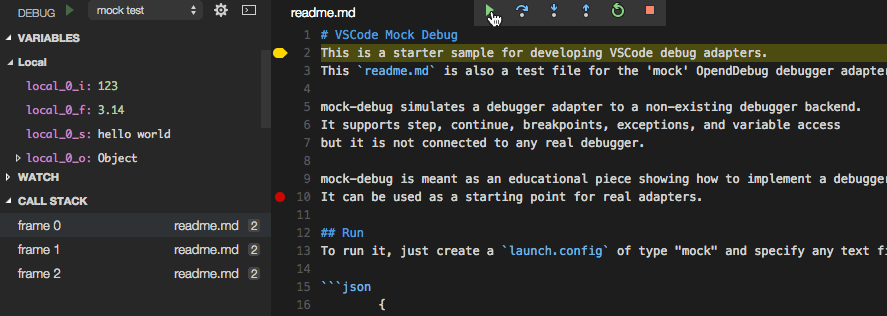 DEBUG mock test
readme.md
VARIABLES
Local
local_0_i: 123
local_0_f: 3.14
local_0_s: hello world
local_0_o: Object
WATCH
CALL STACK
frame 0 readme.md 2
frame 1 readme.md 2
frame 2 readme.md 2
1 # VSCode Mock Debug
2 This is a starter sample for developing VSCode debug adapters.
3 This `readme.md` is also a test file for the 'mock' OpendDebug debugger adapter
4
5 mock-debug simulates a debugger adapter to a non-existing debugger backend.
6 It supports step, continue, breakpoints, exceptions, and variable access
7 but it is not connected to any real debugger.
8
9 mock-debug is meant as an educational piece showing how to implement a debugger
10 It can be used as a starting point for real adapters.
11
12 ## Run
13 To run it, just create a `launch.config` of type "mock" and specify any text fi
14
15 ```json
16 {